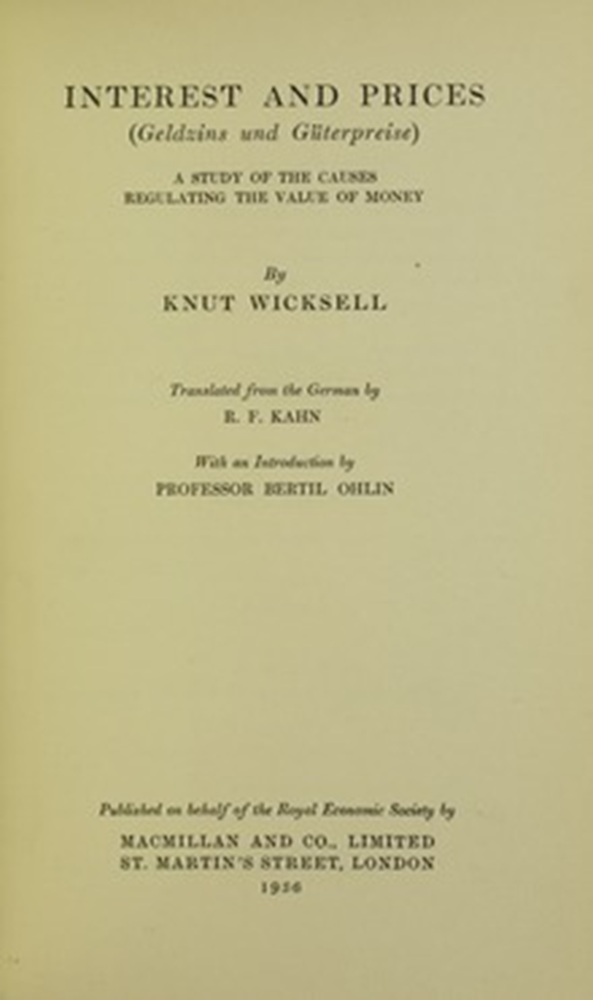 INTEREST AND PRICES
(Geldzins und Güterpreise)
A STUDY OF THE CAUSES
REGULATING THE VALUE OF MONEY
By
KNUT WICKSELL
Translated from the German by
R. F. KAHN
With an Introduction by
PROFESSOR BERTIL OHLIN
Published on behalf of the Royal Economic Society by
MACMILLAN AND CO., LIMITED
ST. MARTIN'S STREET, LONDON
1936